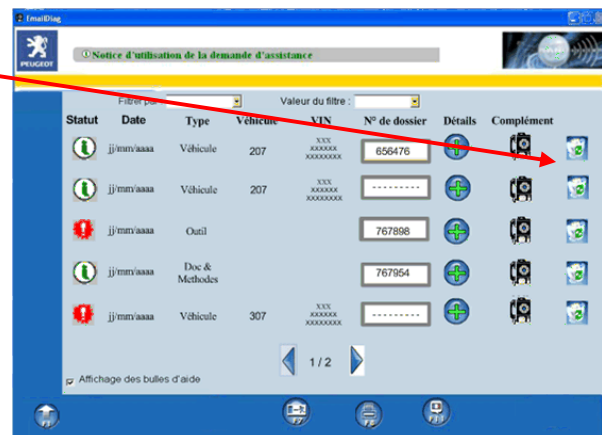 EmailDiag
PEUGEOT
Notice d'utilisation de la demande d'assistance
Filtrer par
Valeur du filtre :
Statut Date Type Véhicule VIN N° de dossier Détails Complément
jj/mm/aaaa Véhicule 207 xxx xxxxxx xxxxxxxx 656476
jj/mm/aaaa Véhicule 207 xxx xxxxxx xxxxxxxx ---------
jj/mm/aaaa Outil 767898
jj/mm/aaaa Doc & Methodes 767954
jj/mm/aaaa Véhicule 307 xxx xxxxxx xxxxxxxx ---------
1 / 2
Affichage des bulles d'aide